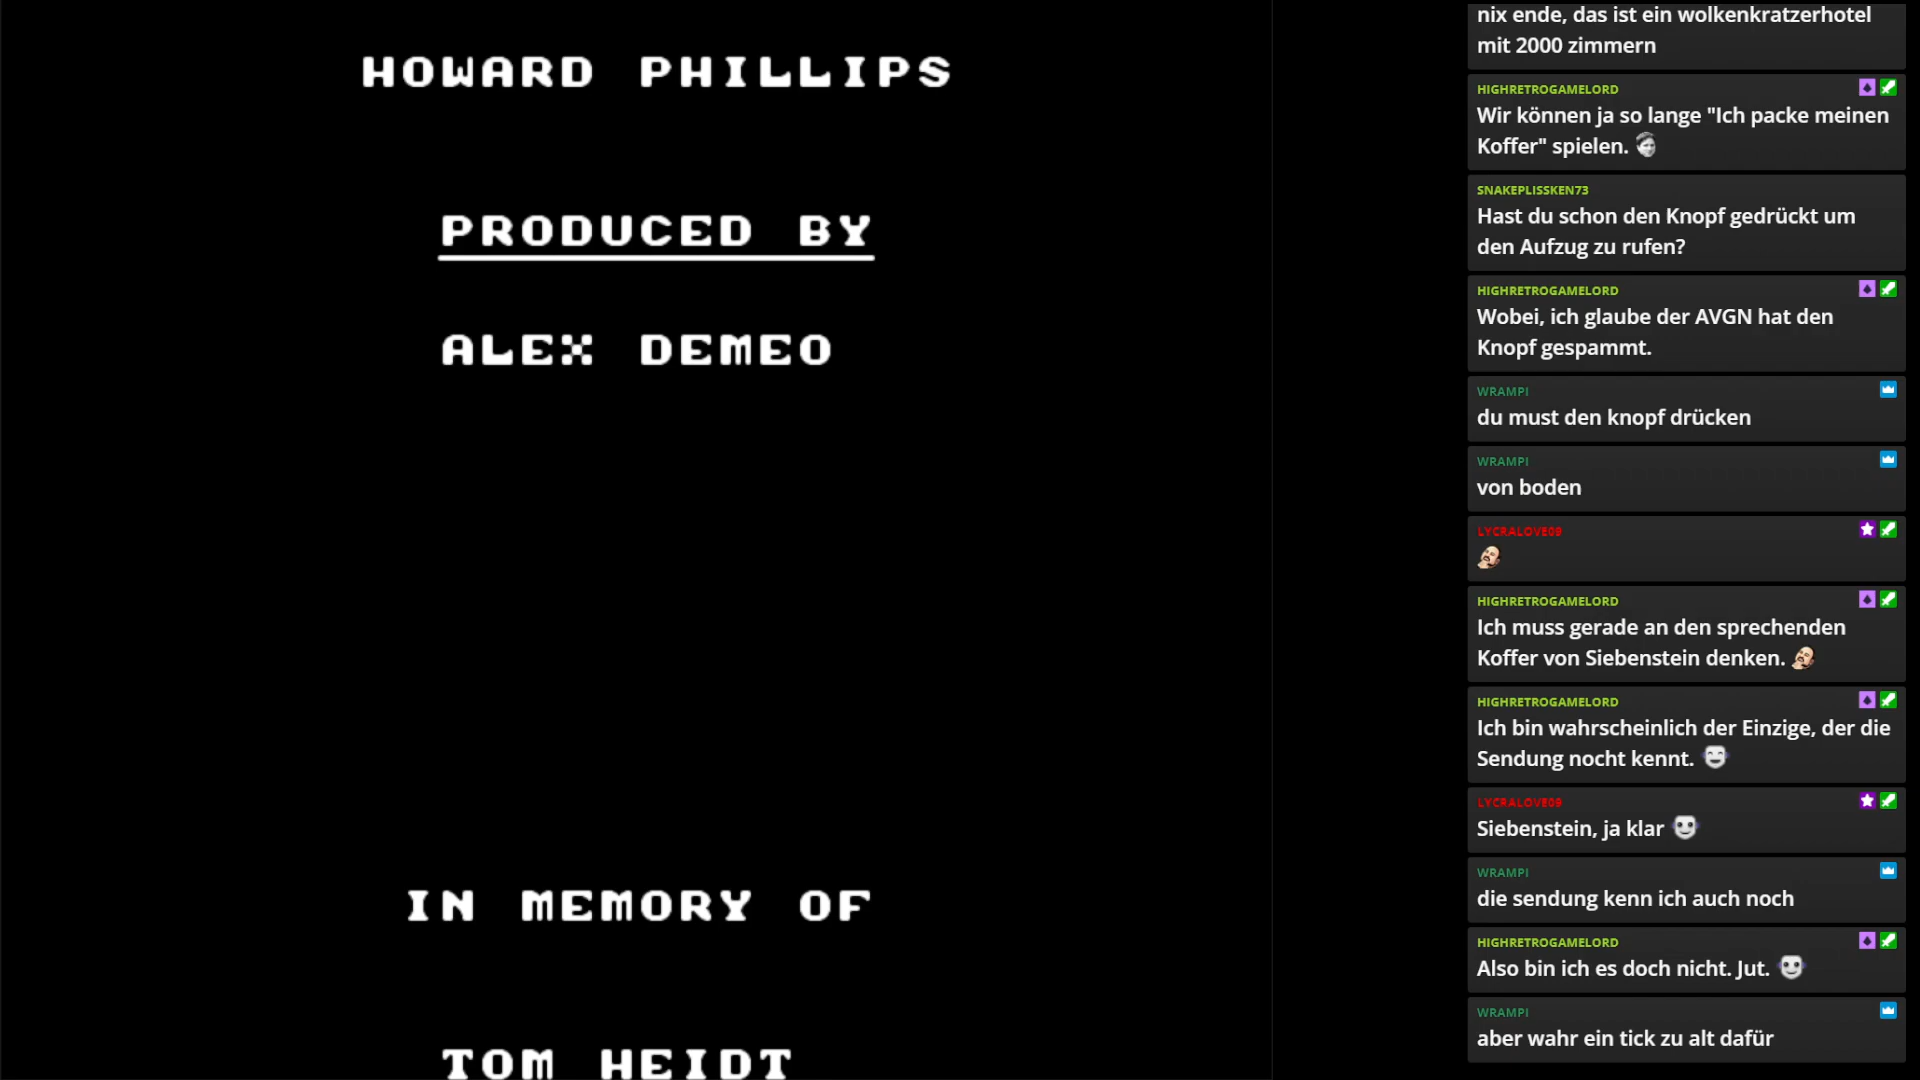 HOWARD PHILLIPS
PRODUCED BY
ALEX DEMEO
IN MEMORY OF
TOM HEIDT
nix ende, das ist ein wolkenkratzerhotel
mit 2000 zimmern
HIGHRETROGAMELORD
Wir können ja so lange "Ich packe meinen
Koffer" spielen.
SNAKEPLISSKEN73
Hast du schon den Knopf gedrückt um
den Aufzug zu rufen?
HIGHRETROGAMELORD
Wobei, ich glaube der AVGN hat den
Knopf gespammt.
WRAMPI
du must den knopf drücken
WRAMPI
von boden
LYCRALOVE09
HIGHRETROGAMELORD
Ich muss gerade an den sprechenden
Koffer von Siebenstein denken.
HIGHRETROGAMELORD
Ich bin wahrscheinlich der Einzige, der die
Sendung nocht kennt.
LYCRALOVE09
Siebenstein, ja klar
WRAMPI
die sendung kenn ich auch noch
HIGHRETROGAMELORD
Also bin ich es doch nicht. Jut.
WRAMPI
aber wahr ein tick zu alt dafür